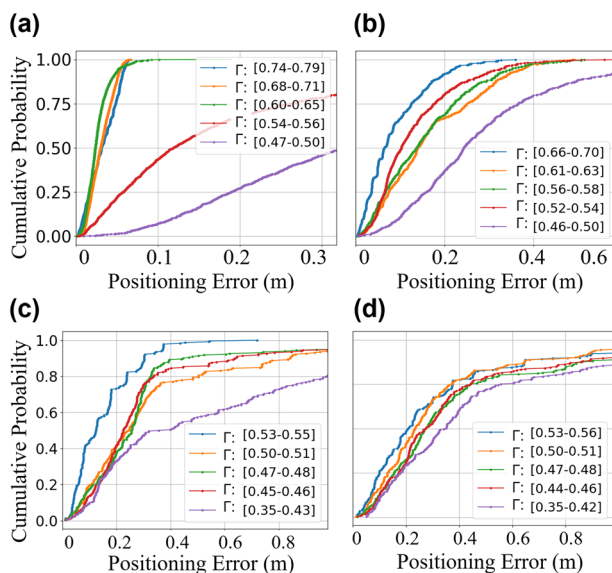 (a)
Cumulative Probability
1.00
0.75
0.50
0.25
0.00
Γ: [0.74-0.79]
Γ: [0.68-0.71]
Γ: [0.60-0.65]
Γ: [0.54-0.56]
Γ: [0.47-0.50]
0 0.1 0.2 0.3
Positioning Error (m)
(b)
Γ: [0.66-0.70]
Γ: [0.61-0.63]
Γ: [0.56-0.58]
Γ: [0.52-0.54]
Γ: [0.46-0.50]
0 0.2 0.4 0.6
Positioning Error (m)
(c)
Cumulative Probability
1.0
0.8
0.6
0.4
0.2
0.0
Γ: [0.53-0.55]
Γ: [0.50-0.51]
Γ: [0.47-0.48]
Γ: [0.45-0.46]
Γ: [0.35-0.43]
0 0.2 0.4 0.6 0.8
Positioning Error (m)
(d)
Γ: [0.53-0.56]
Γ: [0.50-0.51]
Γ: [0.47-0.48]
Γ: [0.44-0.46]
Γ: [0.35-0.42]
0 0.2 0.4 0.6 0.8
Positioning Error (m)